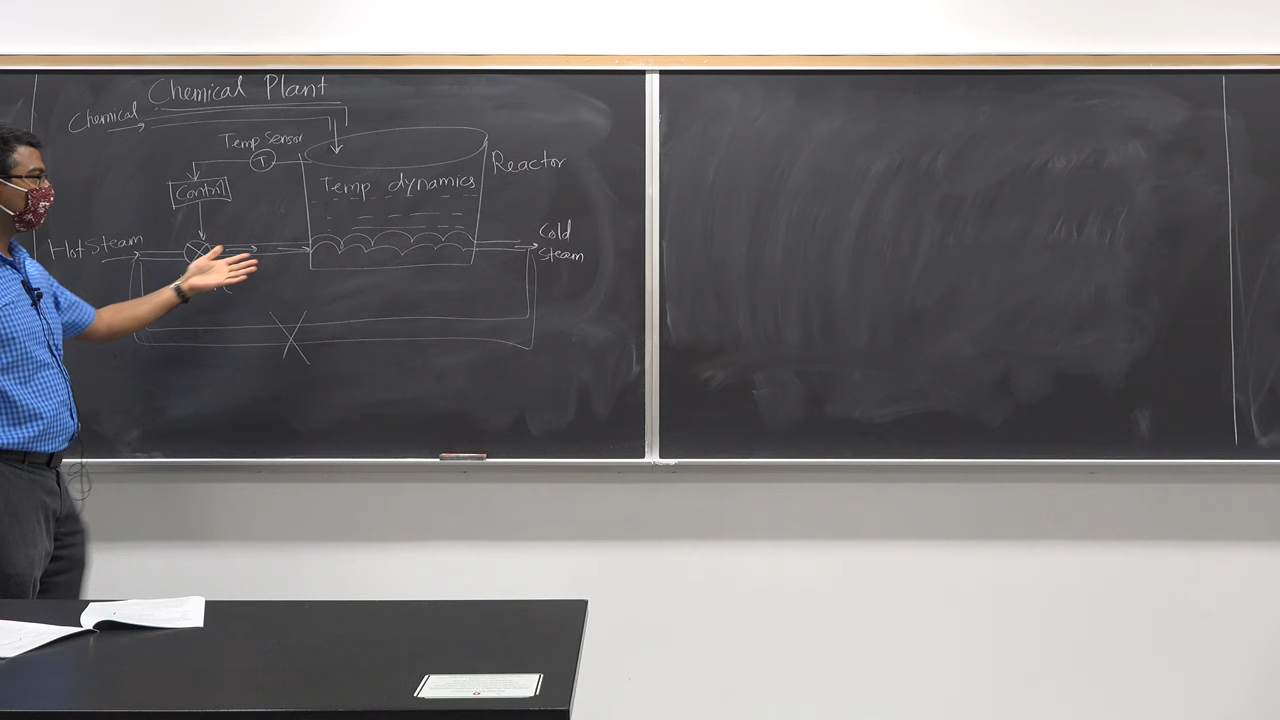 Chemical Plant
Chemical
Temp Sensor
T
Reactor
Control
Temp dynamics
Hot Steam
Cold
Steam